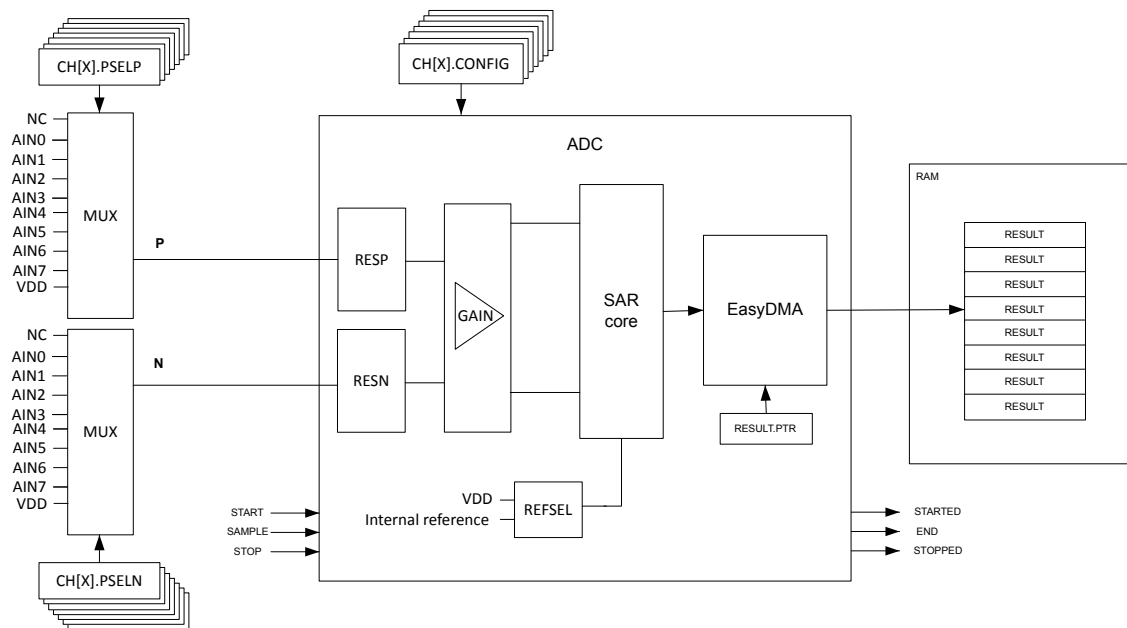 CH[X].PSELP
CH[X].CONFIG
NC
AIN0
AIN1
AIN2
AIN3
AIN4
AIN5
AIN6
AIN7
VDD
MUX
P
ADC
RESP
GAIN
SAR
core
EasyDMA
RAM
RESULT
RESULT
RESULT
RESULT
RESULT
RESULT
RESULT
RESULT
NC
AIN0
AIN1
AIN2
AIN3
AIN4
AIN5
AIN6
AIN7
VDD
MUX
N
RESN
RESULT.PTR
VDD
Internal reference
REFSEL
START
SAMPLE
STOP
STARTED
END
STOPPED
CH[X].PSELN